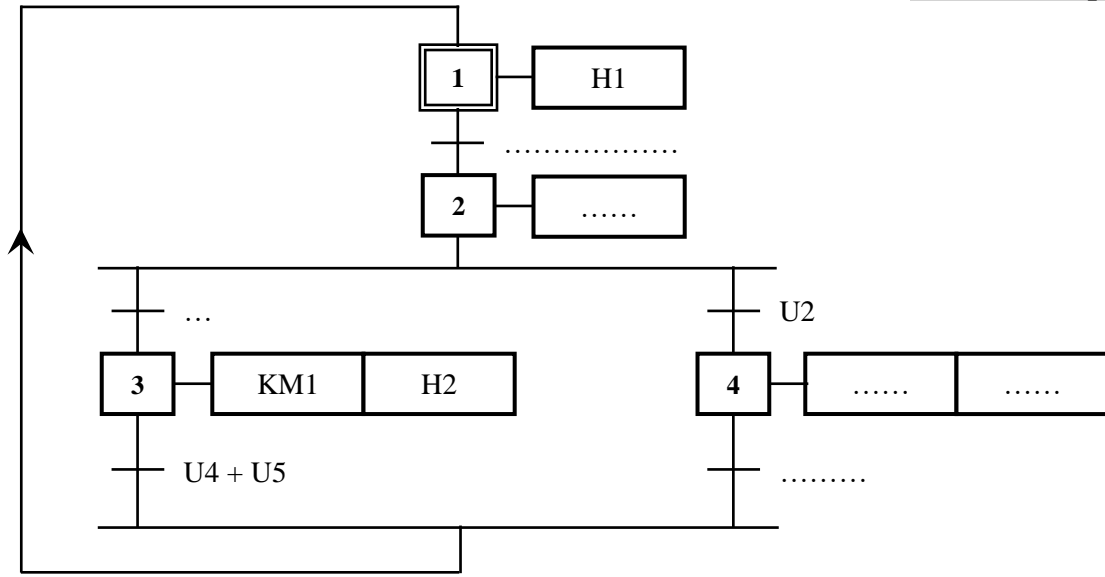 1 H1
………………
2 ……
… U2
3 KM1 H2 4 …… ……
U4 + U5 ………